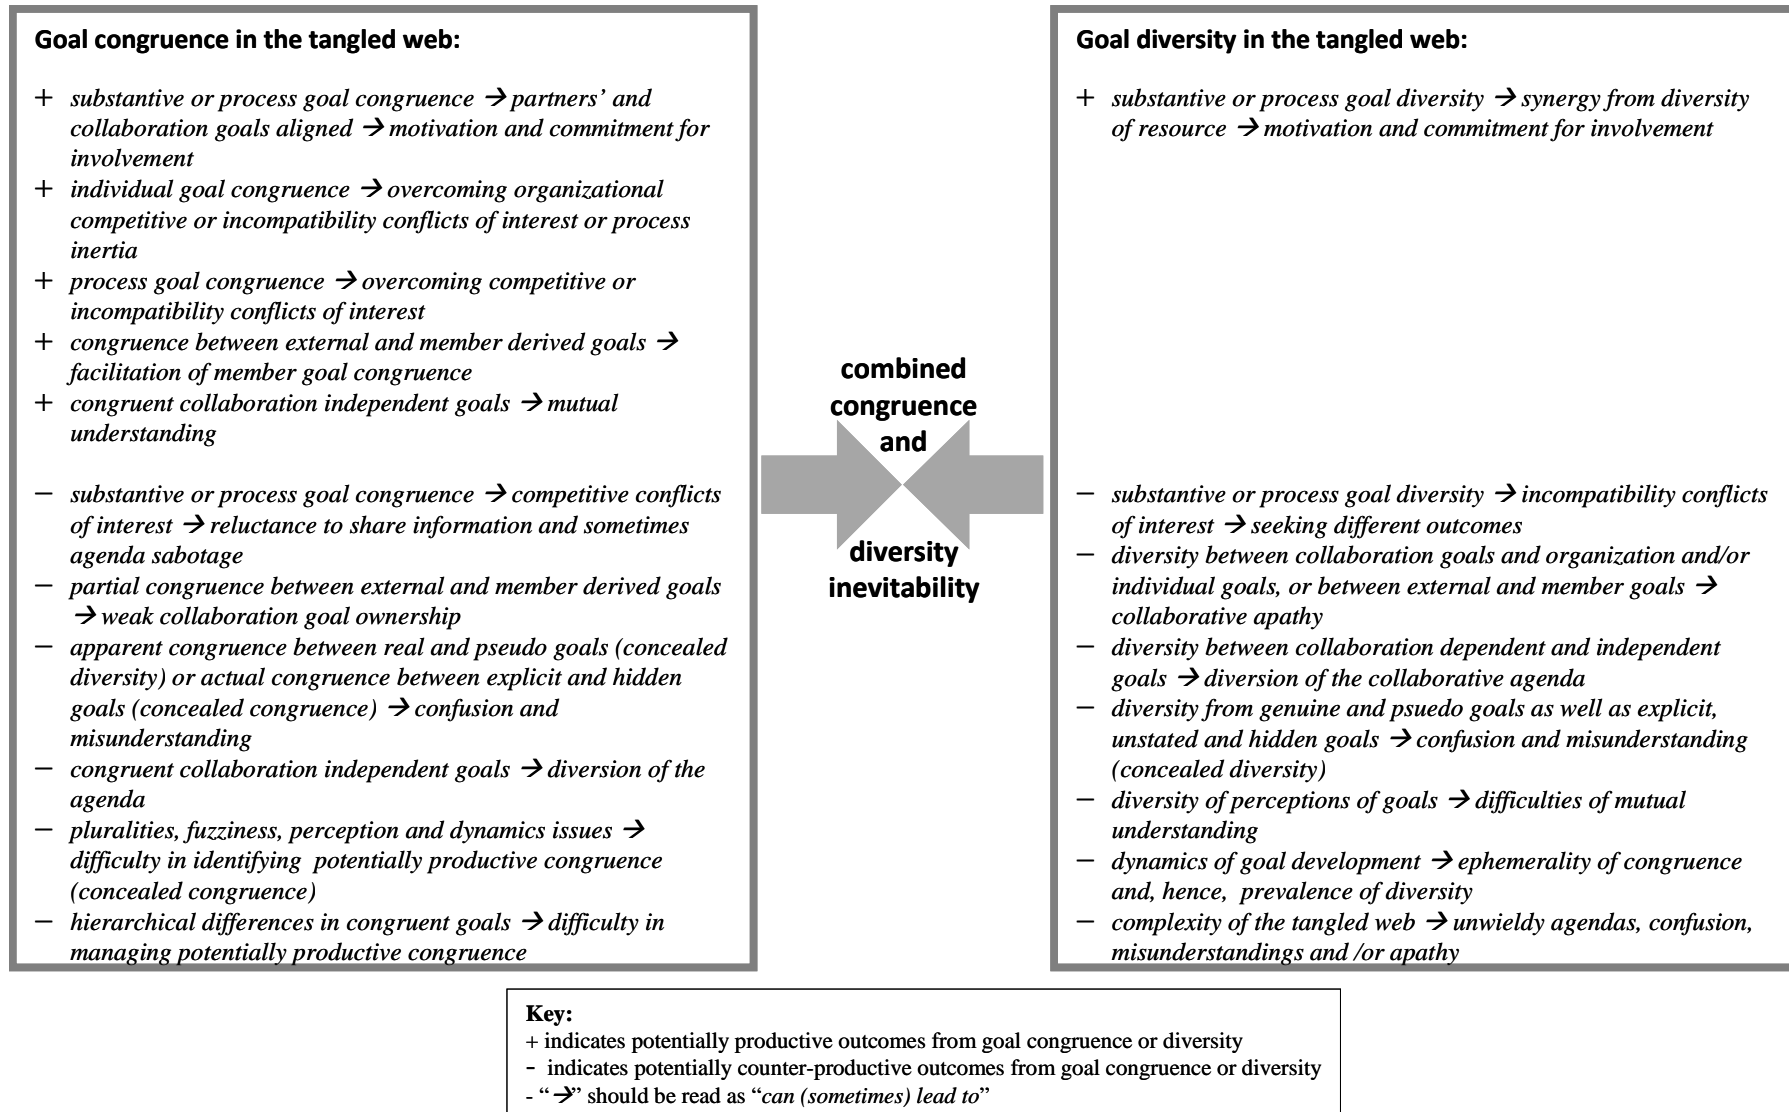 Goal congruence in the tangled web:
+ substantive or process goal congruence → partners’ and
collaboration goals aligned → motivation and commitment for
involvement
+ individual goal congruence → overcoming organizational
competitive or incompatibility conflicts of interest or process
inertia
+ process goal congruence → overcoming competitive or
incompatibility conflicts of interest
+ congruence between external and member derived goals →
facilitation of member goal congruence
+ congruent collaboration independent goals → mutual
understanding
− substantive or process goal congruence → competitive conflicts
of interest → reluctance to share information and sometimes
agenda sabotage
− partial congruence between external and member derived goals
→ weak collaboration goal ownership
− apparent congruence between real and pseudo goals (concealed
diversity) or actual congruence between explicit and hidden
goals (concealed congruence) → confusion and
misunderstanding
− congruent collaboration independent goals → diversion of the
agenda
− pluralities, fuzziness, perception and dynamics issues →
difficulty in identifying potentially productive congruence
(concealed congruence)
− hierarchical differences in congruent goals → difficulty in
managing potentially productive congruence
combined
congruence
and
diversity
inevitability
Goal diversity in the tangled web:
+ substantive or process goal diversity → synergy from diversity
of resource → motivation and commitment for involvement
− substantive or process goal diversity → incompatibility conflicts
of interest → seeking different outcomes
− diversity between collaboration goals and organization and/or
individual goals, or between external and member goals →
collaborative apathy
− diversity between collaboration dependent and independent
goals → diversion of the collaborative agenda
− diversity from genuine and psuedo goals as well as explicit,
unstated and hidden goals → confusion and misunderstanding
(concealed diversity)
− diversity of perceptions of goals → difficulties of mutual
understanding
− dynamics of goal development → ephemerality of congruence
and, hence, prevalence of diversity
− complexity of the tangled web → unwieldy agendas, confusion,
misunderstandings and /or apathy
Key:
+ indicates potentially productive outcomes from goal congruence or diversity
- indicates potentially counter-productive outcomes from goal congruence or diversity
- “→” should be read as “can (sometimes) lead to”